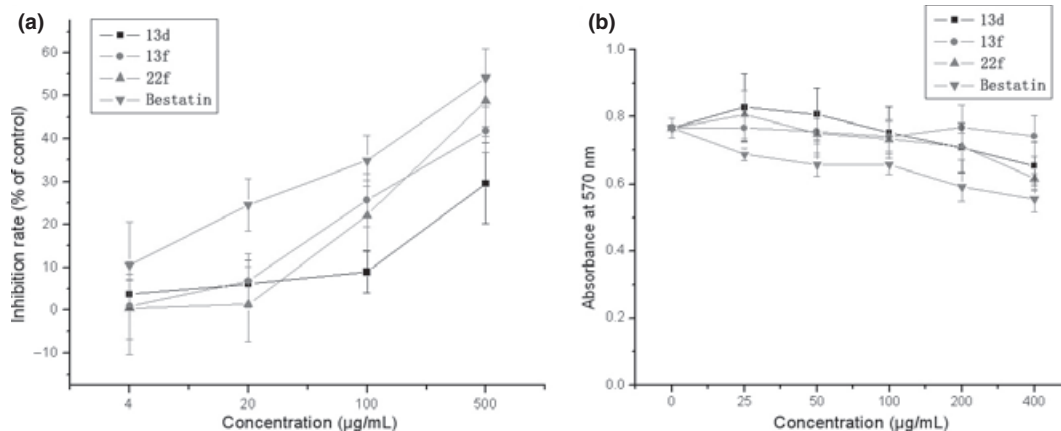 (a)
13d
13f
22f
Bestatin
60
50
40
30
20
10
0
−10
Inhibition rate (% of control)
4 20 100 500
Concentration (µg/mL)
(b)
13d
13f
22f
Bestatin
1.0
0.8
0.6
0.4
0.2
0.0
Absorbance at 570 nm
0 25 50 100 200 400
Concentration (µg/mL)